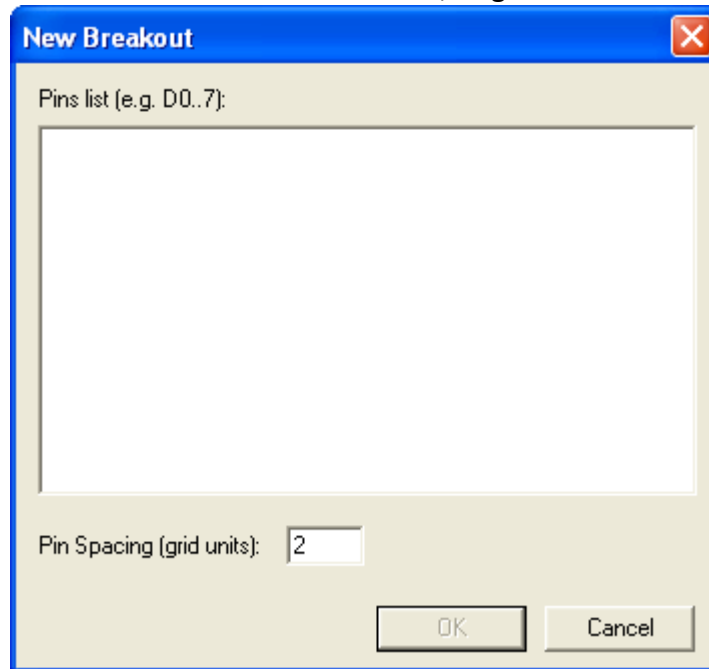 New Breakout
Pins list (e.g. D0..7):
Pin Spacing (grid units): 2
OK Cancel